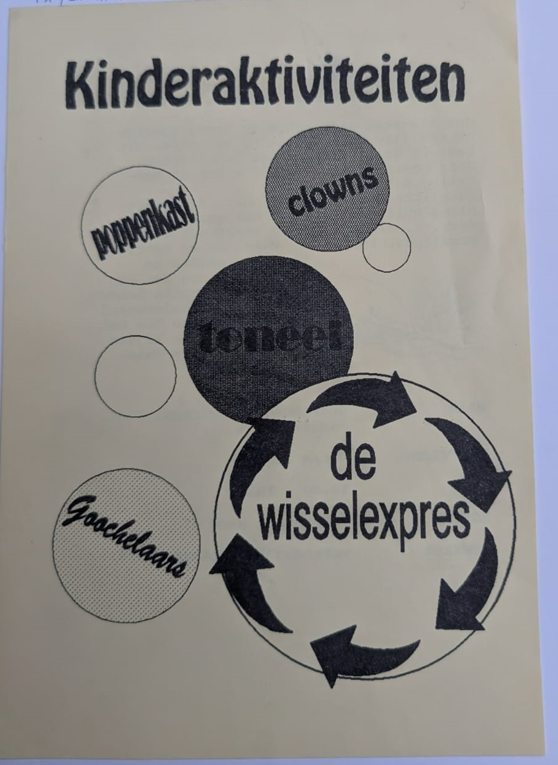 Kinderaktiviteiten
clowns
poppenkast
toneel
de
wisselexpres
Goochelaars